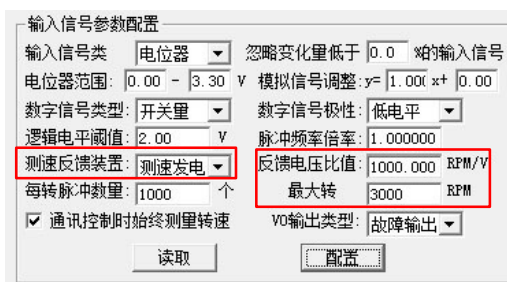 输入信号参数配置
输入信号类 电位器 忽略变化量低于 0.0 %的输入信号
电位器范围: 0.00 - 3.30 V 模拟信号调整:y= 1.00( x+ 0.00
数字信号类型: 开关量 数字信号极性: 低电平
逻辑电平阈值: 2.00 V 脉冲频率倍率: 1.000000
测速反馈装置: 测速发电 反馈电压比值: 1000.000 RPM/V
每转脉冲数量: 1000 个 最大转 3000 RPM
通讯控制时始终测量转速 VO输出类型: 故障输出
读取 配置